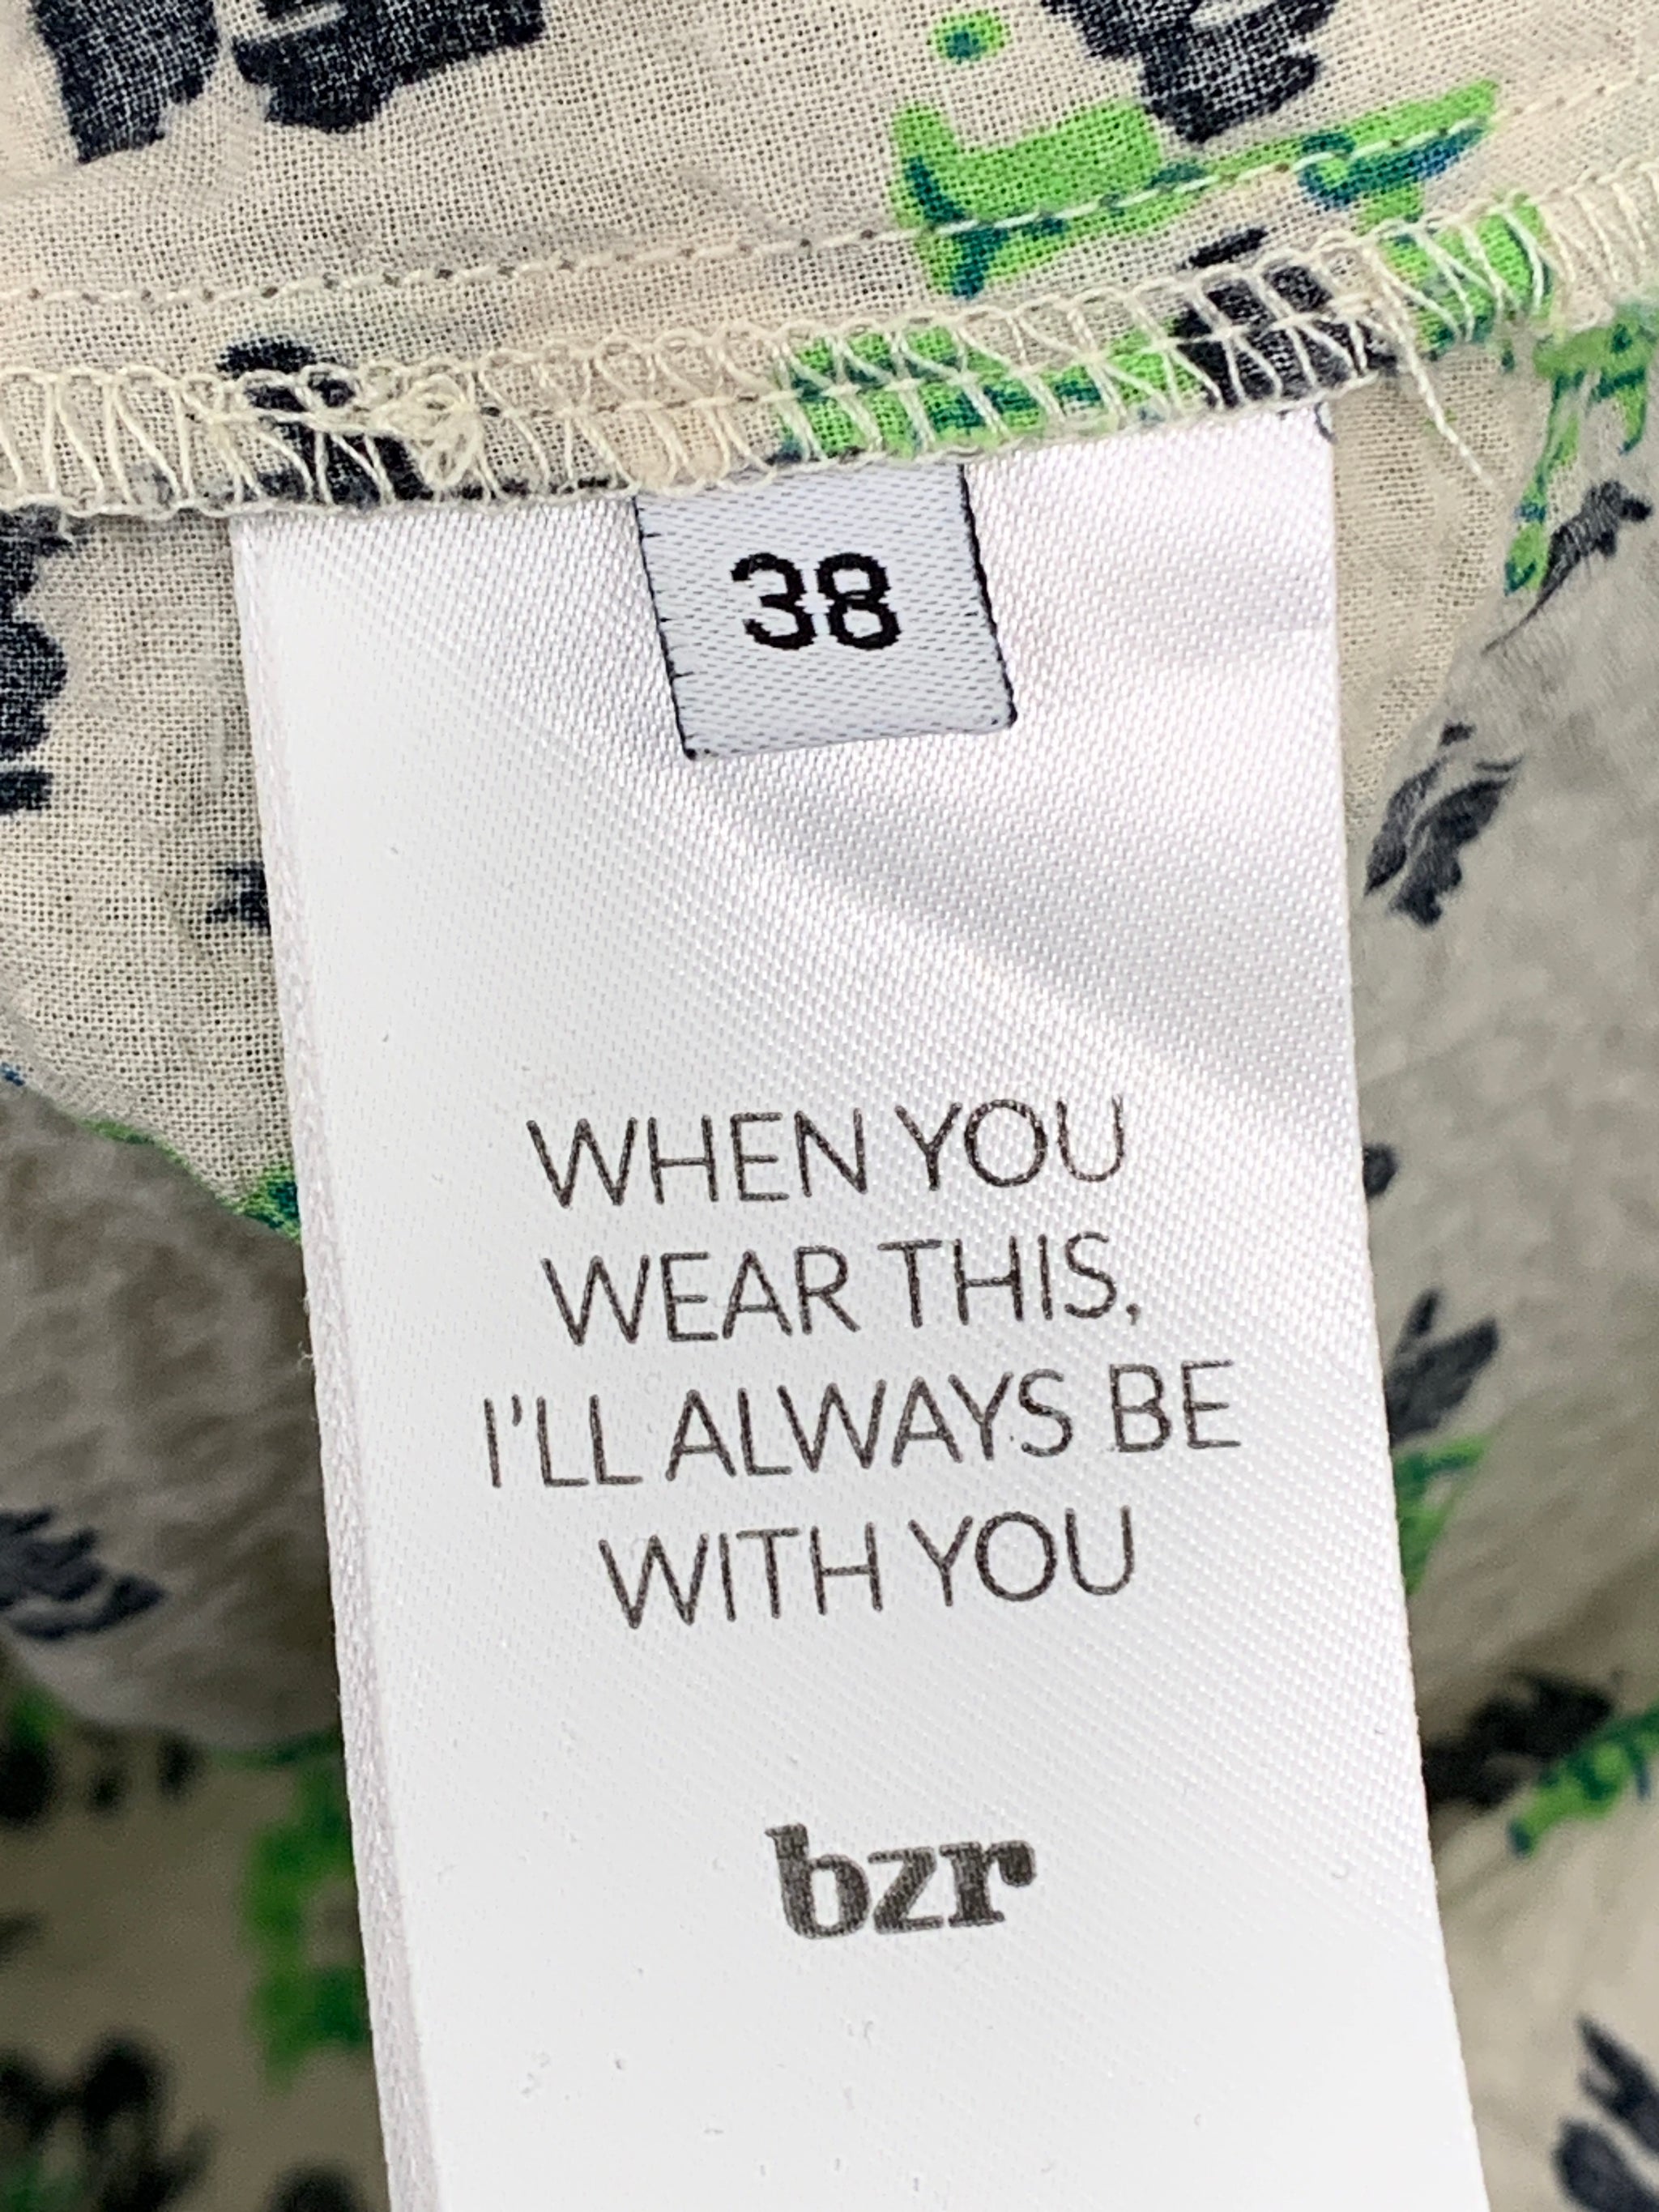 38
WHEN YOU
WEAR THIS,
I'LL ALWAYS BE
WITH YOU
bzr